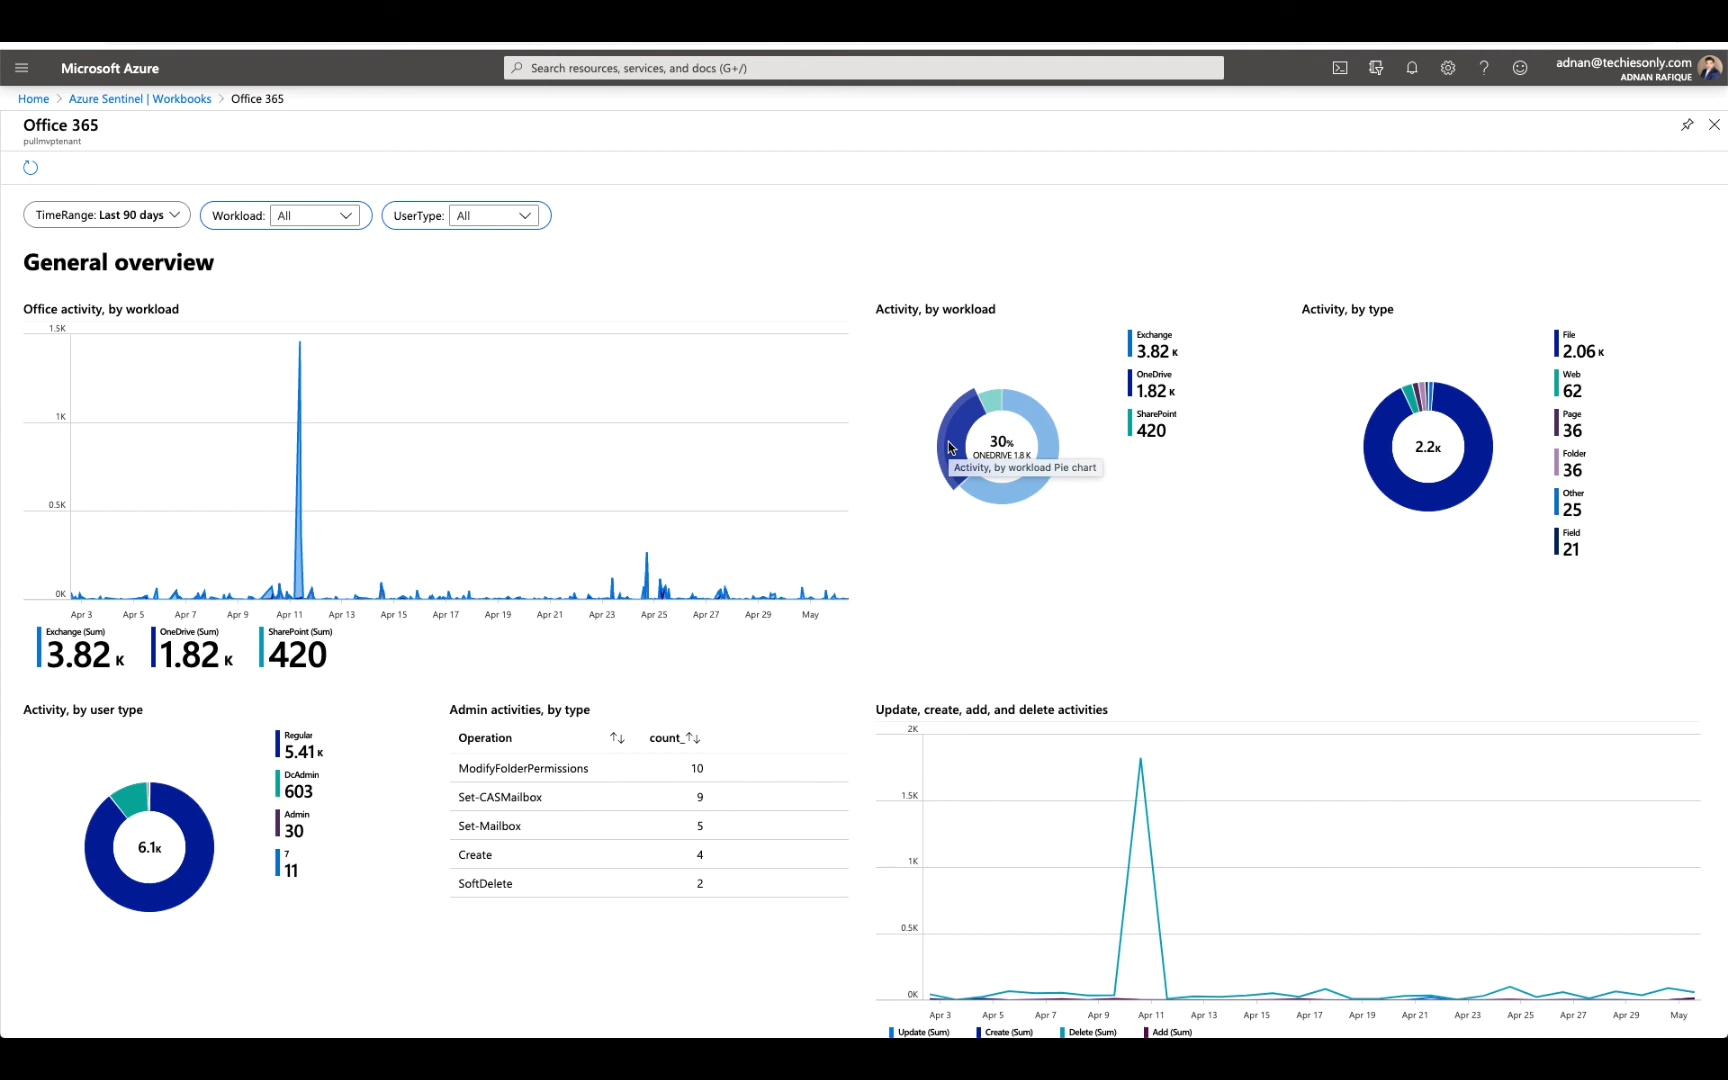 Microsoft Azure
Search resources, services, and docs (G+/)
adnan@techiesonly.com
ADNAN RAFIQUE
Home > Azure Sentinel | Workbooks > Office 365
Office 365
pullmvptenant
TimeRange: Last 90 days
Workload: All
UserType: All
General overview
Office activity, by workload
1.5K
1K
0.5K
0K
Apr 3 Apr 5 Apr 7 Apr 9 Apr 11 Apr 13 Apr 15 Apr 17 Apr 19 Apr 21 Apr 23 Apr 25 Apr 27 Apr 29 May
Exchange (Sum)
3.82 K
OneDrive (Sum)
1.82 K
SharePoint (Sum)
420
Activity, by workload
30%
ONEDRIVE 1.8 K
Activity, by workload Pie chart
Exchange
3.82 K
OneDrive
1.82 K
SharePoint
420
Activity, by type
2.2K
File
2.06 K
Web
62
Page
36
Folder
36
Other
25
Field
21
Activity, by user type
6.1K
Regular
5.41 K
DcAdmin
603
Admin
30
7
11
Admin activities, by type
Operation count_
ModifyFolderPermissions 10
Set-CASMailbox 9
Set-Mailbox 5
Create 4
SoftDelete 2
Update, create, add, and delete activities
2K
1.5K
1K
0.5K
0K
Apr 3 Apr 5 Apr 7 Apr 9 Apr 11 Apr 13 Apr 15 Apr 17 Apr 19 Apr 21 Apr 23 Apr 25 Apr 27 Apr 29 May
Update (Sum) Create (Sum) Delete (Sum) Add (Sum)